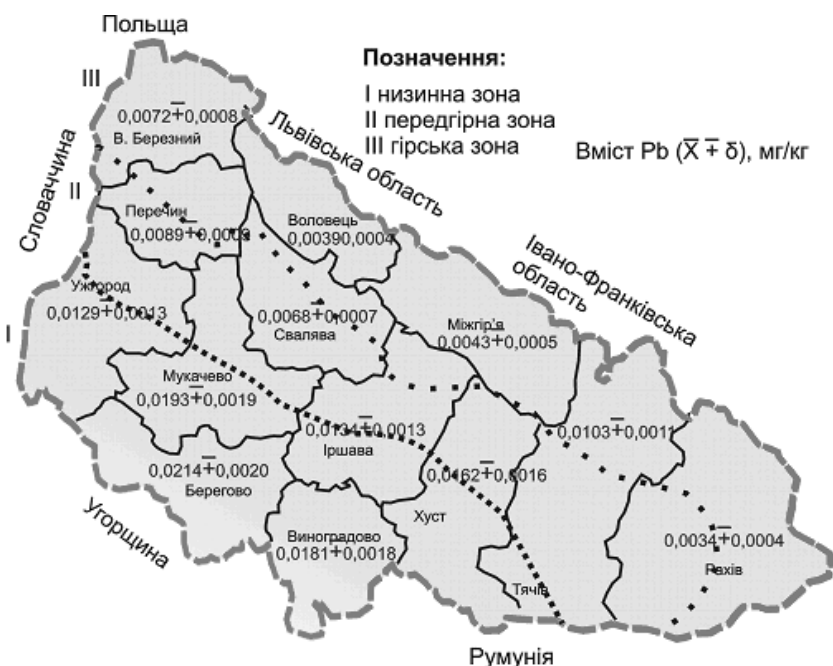 Польща
Позначення:
I низинна зона
II передгірна зона
III гірська зона
Вміст Pb (X̅ ∓ δ), мг/кг
III
0,0072∓0,0008
В. Березний
Львівська область
Словаччина
II
Перечин
0,0089∓0,0009
Воловець
0,00390,0004
Івано-Франківська
область
Ужгород
0,0129∓0,0013
I
0,0068∓0,0007
Свалява
Міжгір'я
0,0043∓0,0005
Мукачево
0,0193∓0,0019
0,0134∓0,0013
Іршава
0,0103∓0,0011
0,0214∓0,0020
Берегово
0,0162∓0,0016
Хуст
Угорщина
Виноградово
0,0181∓0,0018
0,0034∓0,0004
Рахів
Тячів
Румунія